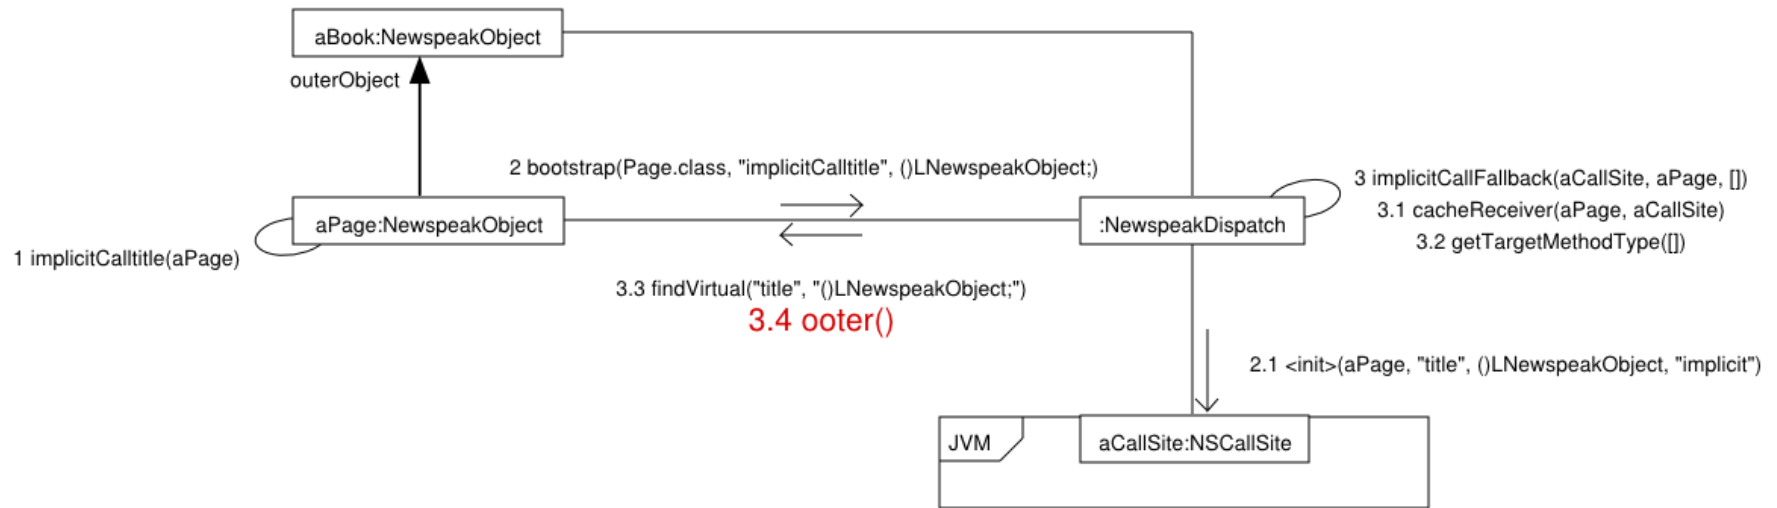 aBook:NewspeakObject
outerObject
2 bootstrap(Page.class, "implicitCalltitle", ()LNewspeakObject;)
3 implicitCallFallback(aCallSite, aPage, [])
3.1 cacheReceiver(aPage, aCallSite)
3.2 getTargetMethodType([])
aPage:NewspeakObject
:NewspeakDispatch
1 implicitCalltitle(aPage)
3.3 findVirtual("title", "()LNewspeakObject;")
3.4 ooter()
2.1 <init>(aPage, "title", ()LNewspeakObject, "implicit")
JVM
aCallSite:NSCallSite